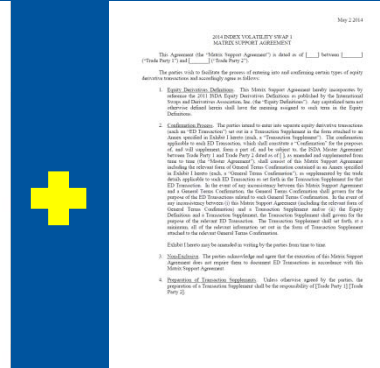 May 2 2014
2014 INDEX VOLATILITY SWAP 1
MATRIX SUPPORT AGREEMENT
This Agreement (the "Matrix Support Agreement") is dated as of [____] between [______]
("Trade Party 1") and [______] ("Trade Party 2").
The parties wish to facilitate the process of entering into and confirming certain types of equity
derivative transactions and accordingly agree as follows:
1. Equity Derivatives Definitions. This Matrix Support Agreement hereby incorporates by
reference the 2011 ISDA Equity Derivatives Definitions as published by the International
Swaps and Derivatives Association, Inc. (the "Equity Definitions"). Any capitalized term not
otherwise defined herein shall have the meaning assigned to such term in the Equity
Definitions.
2. Confirmation Process. The parties intend to enter into separate equity derivative transactions
(each an "ED Transaction") set out in a Transaction Supplement in the form attached to an
Annex specified in Exhibit I hereto (each, a "Transaction Supplement"). The confirmation
applicable to each ED Transaction, which shall constitute a "Confirmation" for the purposes
of, and will supplement, form a part of, and be subject to, the ISDA Master Agreement
between Trade Party 1 and Trade Party 2 dated as of [ ], as amended and supplemented from
time to time (the "Master Agreement"), shall consist of this Matrix Support Agreement
including the relevant form of General Terms Confirmation contained in an Annex specified
in Exhibit I hereto (each, a "General Terms Confirmation"), as supplemented by the trade
details applicable to such ED Transaction as set forth in the Transaction Supplement for that
ED Transaction. In the event of any inconsistency between this Matrix Support Agreement
and a General Terms Confirmation, the General Terms Confirmation shall govern for the
purpose of the ED Transactions related to such General Terms Confirmation. In the event of
any inconsistency between (i) this Matrix Support Agreement (including the relevant form of
General Terms Confirmation) and a Transaction Supplement and/or (ii) the Equity
Definitions and a Transaction Supplement, the Transaction Supplement shall govern for the
purpose of the relevant ED Transaction. The Transaction Supplement shall set forth, at a
minimum, all of the relevant information set out in the form of Transaction Supplement
attached to the relevant General Terms Confirmation.
Exhibit I hereto may be amended in writing by the parties from time to time.
3. Non-Exclusive. The parties acknowledge and agree that the execution of this Matrix Support
Agreement does not require them to document ED Transactions in accordance with this
Matrix Support Agreement.
4. Preparation of Transaction Supplements. Unless otherwise agreed by the parties, the
preparation of a Transaction Supplement shall be the responsibility of [Trade Party 1] [Trade
Party 2].